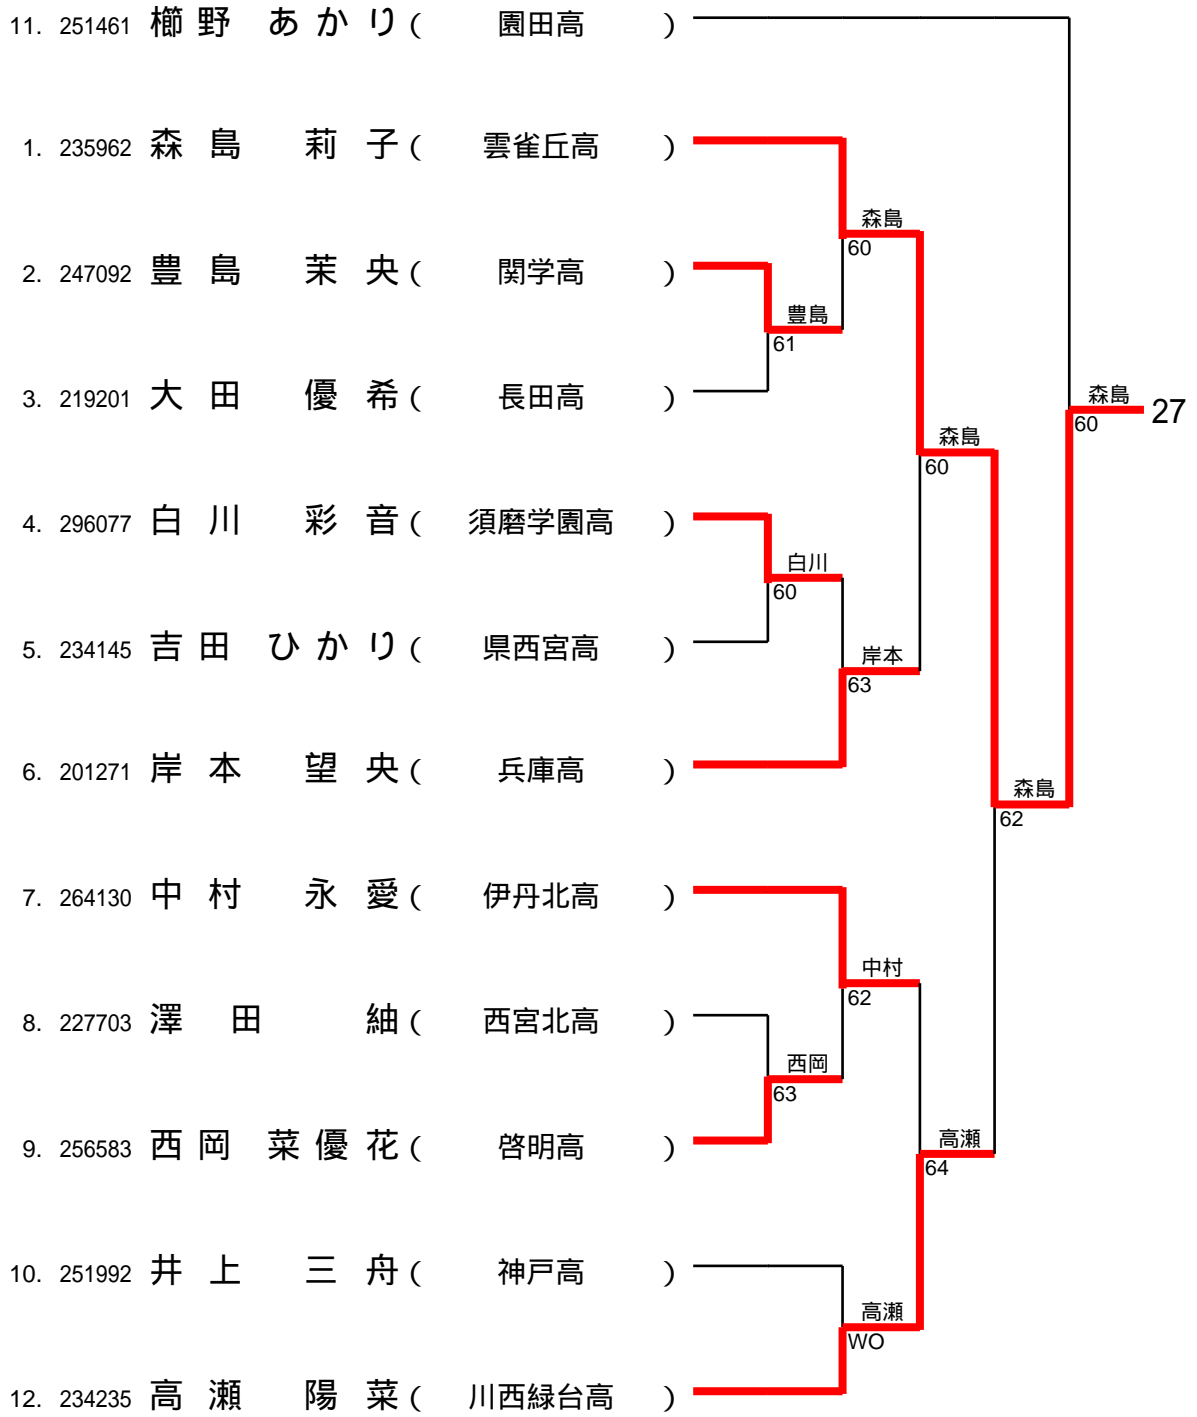 11. 251461 櫛野 あかり ( 園田高 )
1. 235962 森島 莉子 ( 雲雀丘高 )
森島
60
2. 247092 豊島 茉央 ( 関学高 )
豊島
61
3. 219201 大田 優希 ( 長田高 )
森島
60
27
森島
60
4. 296077 白川 彩音 ( 須磨学園高 )
白川
60
5. 234145 吉田 ひかり ( 県西宮高 )
岸本
63
6. 201271 岸本 望央 ( 兵庫高 )
森島
62
7. 264130 中村 永愛 ( 伊丹北高 )
中村
62
8. 227703 澤田 紬 ( 西宮北高 )
西岡
63
9. 256583 西岡 菜優花 ( 啓明高 )
高瀬
64
10. 251992 井上 三舟 ( 神戸高 )
高瀬
WO
12. 234235 高瀬 陽菜 ( 川西緑台高 )